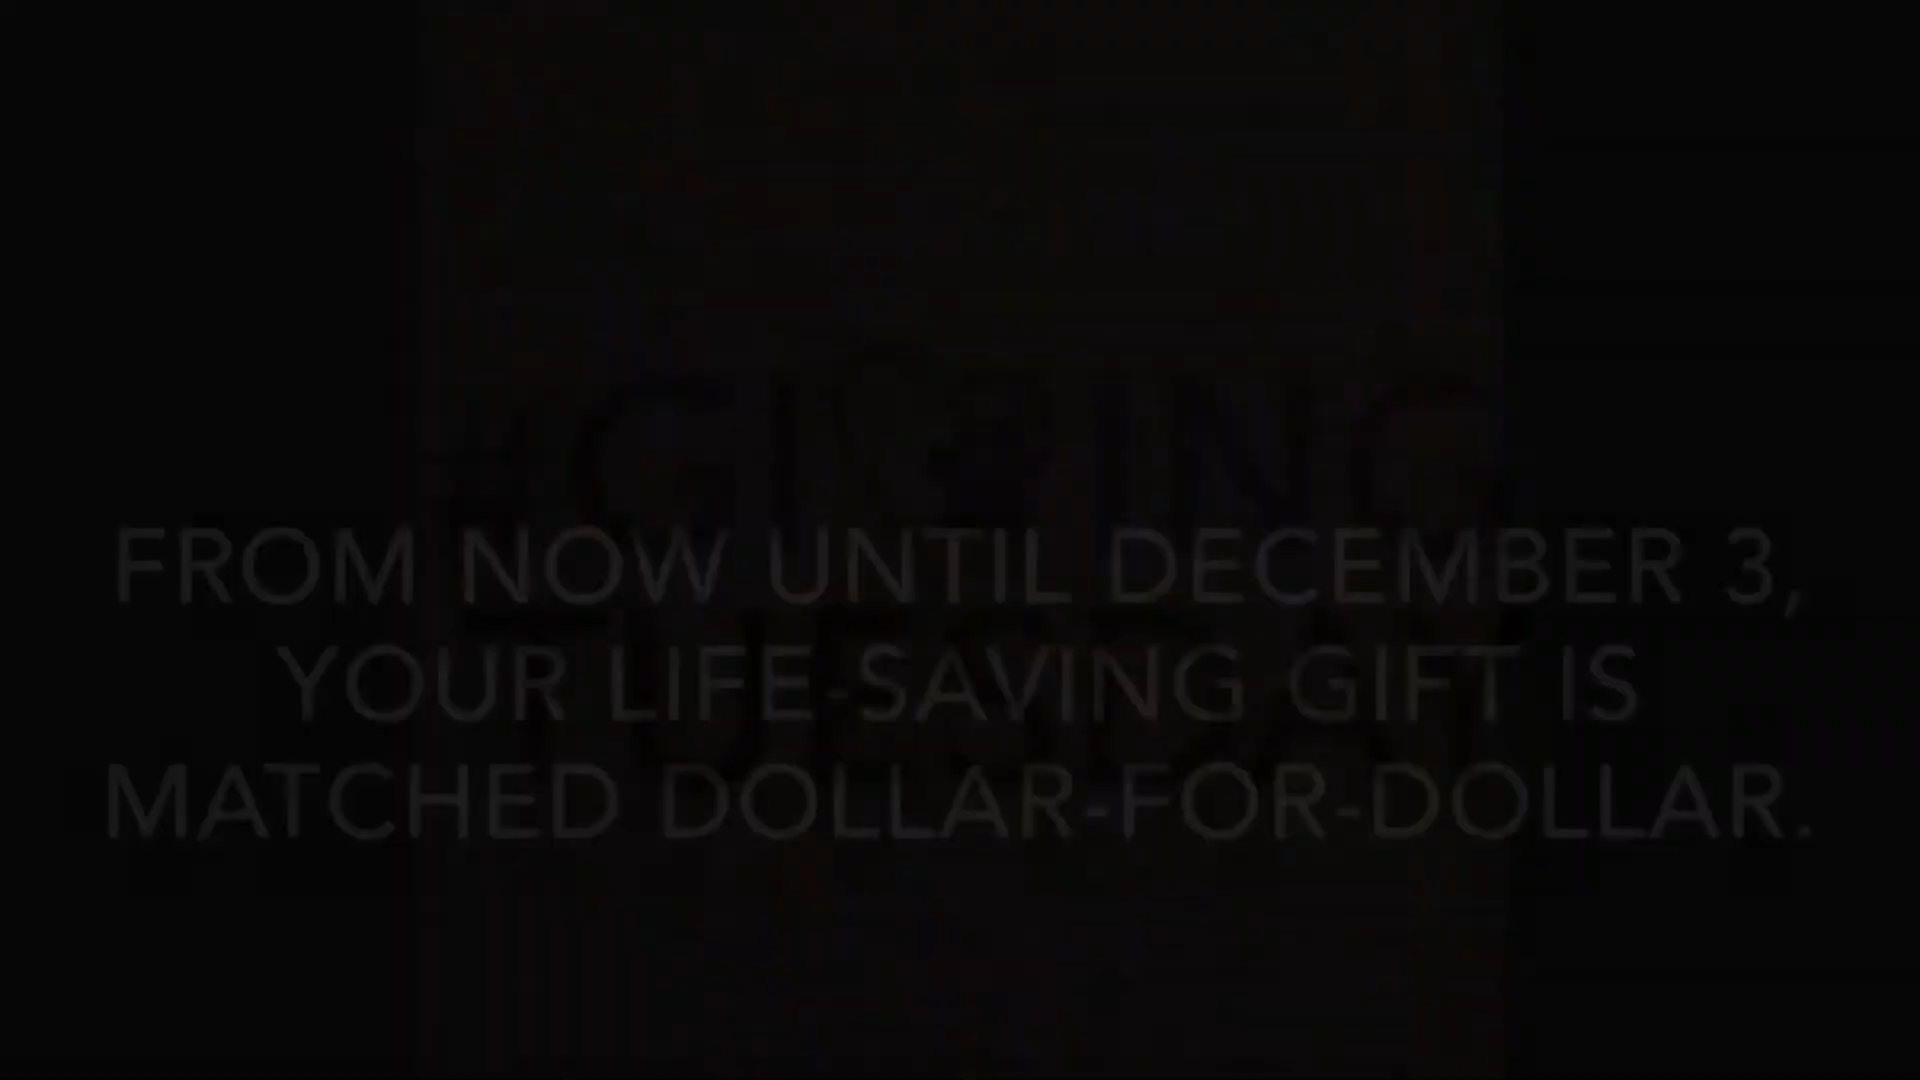 GIVING
TUESDAY
FROM NOW UNTIL DECEMBER 3,
YOUR LIFE-SAVING GIFT IS
MATCHED DOLLAR-FOR-DOLLAR.